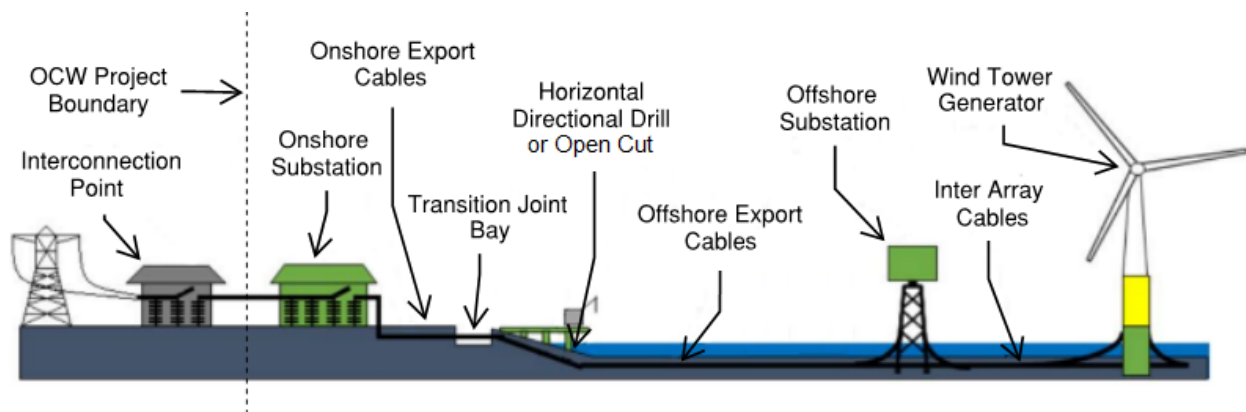 OCW Project
Boundary
Interconnection
Point
Onshore
Substation
Onshore Export
Cables
Transition Joint
Bay
Horizontal
Directional Drill
or Open Cut
Offshore Export
Cables
Offshore
Substation
Wind Tower
Generator
Inter Array
Cables